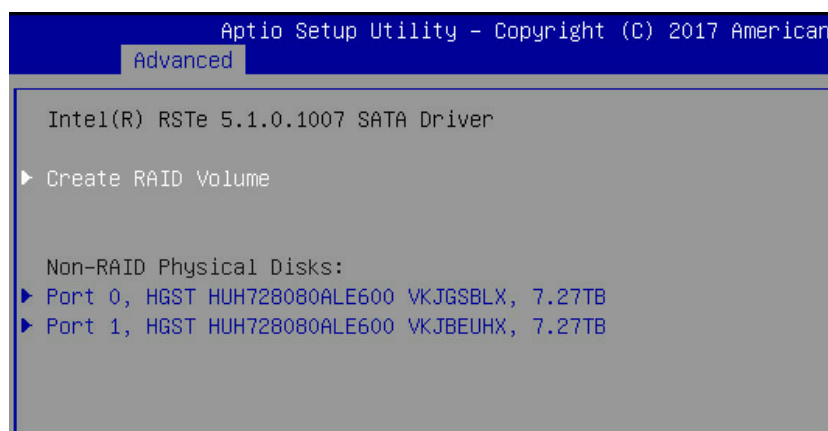 Aptio Setup Utility – Copyright (C) 2017 American
Advanced
Intel(R) RSTe 5.1.0.1007 SATA Driver
Create RAID Volume
Non-RAID Physical Disks:
Port 0, HGST HUH728080ALE600 VKJGSBLX, 7.27TB
Port 1, HGST HUH728080ALE600 VKJBEUHX, 7.27TB